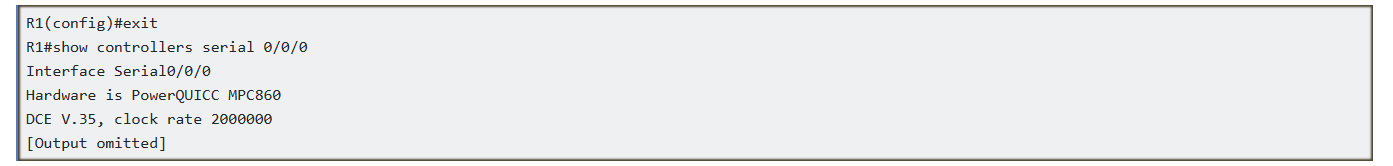 R1(config)#exit
R1#show controllers serial 0/0/0
Interface Serial0/0/0
Hardware is PowerQUICC MPC860
DCE V.35, clock rate 2000000
[Output omitted]